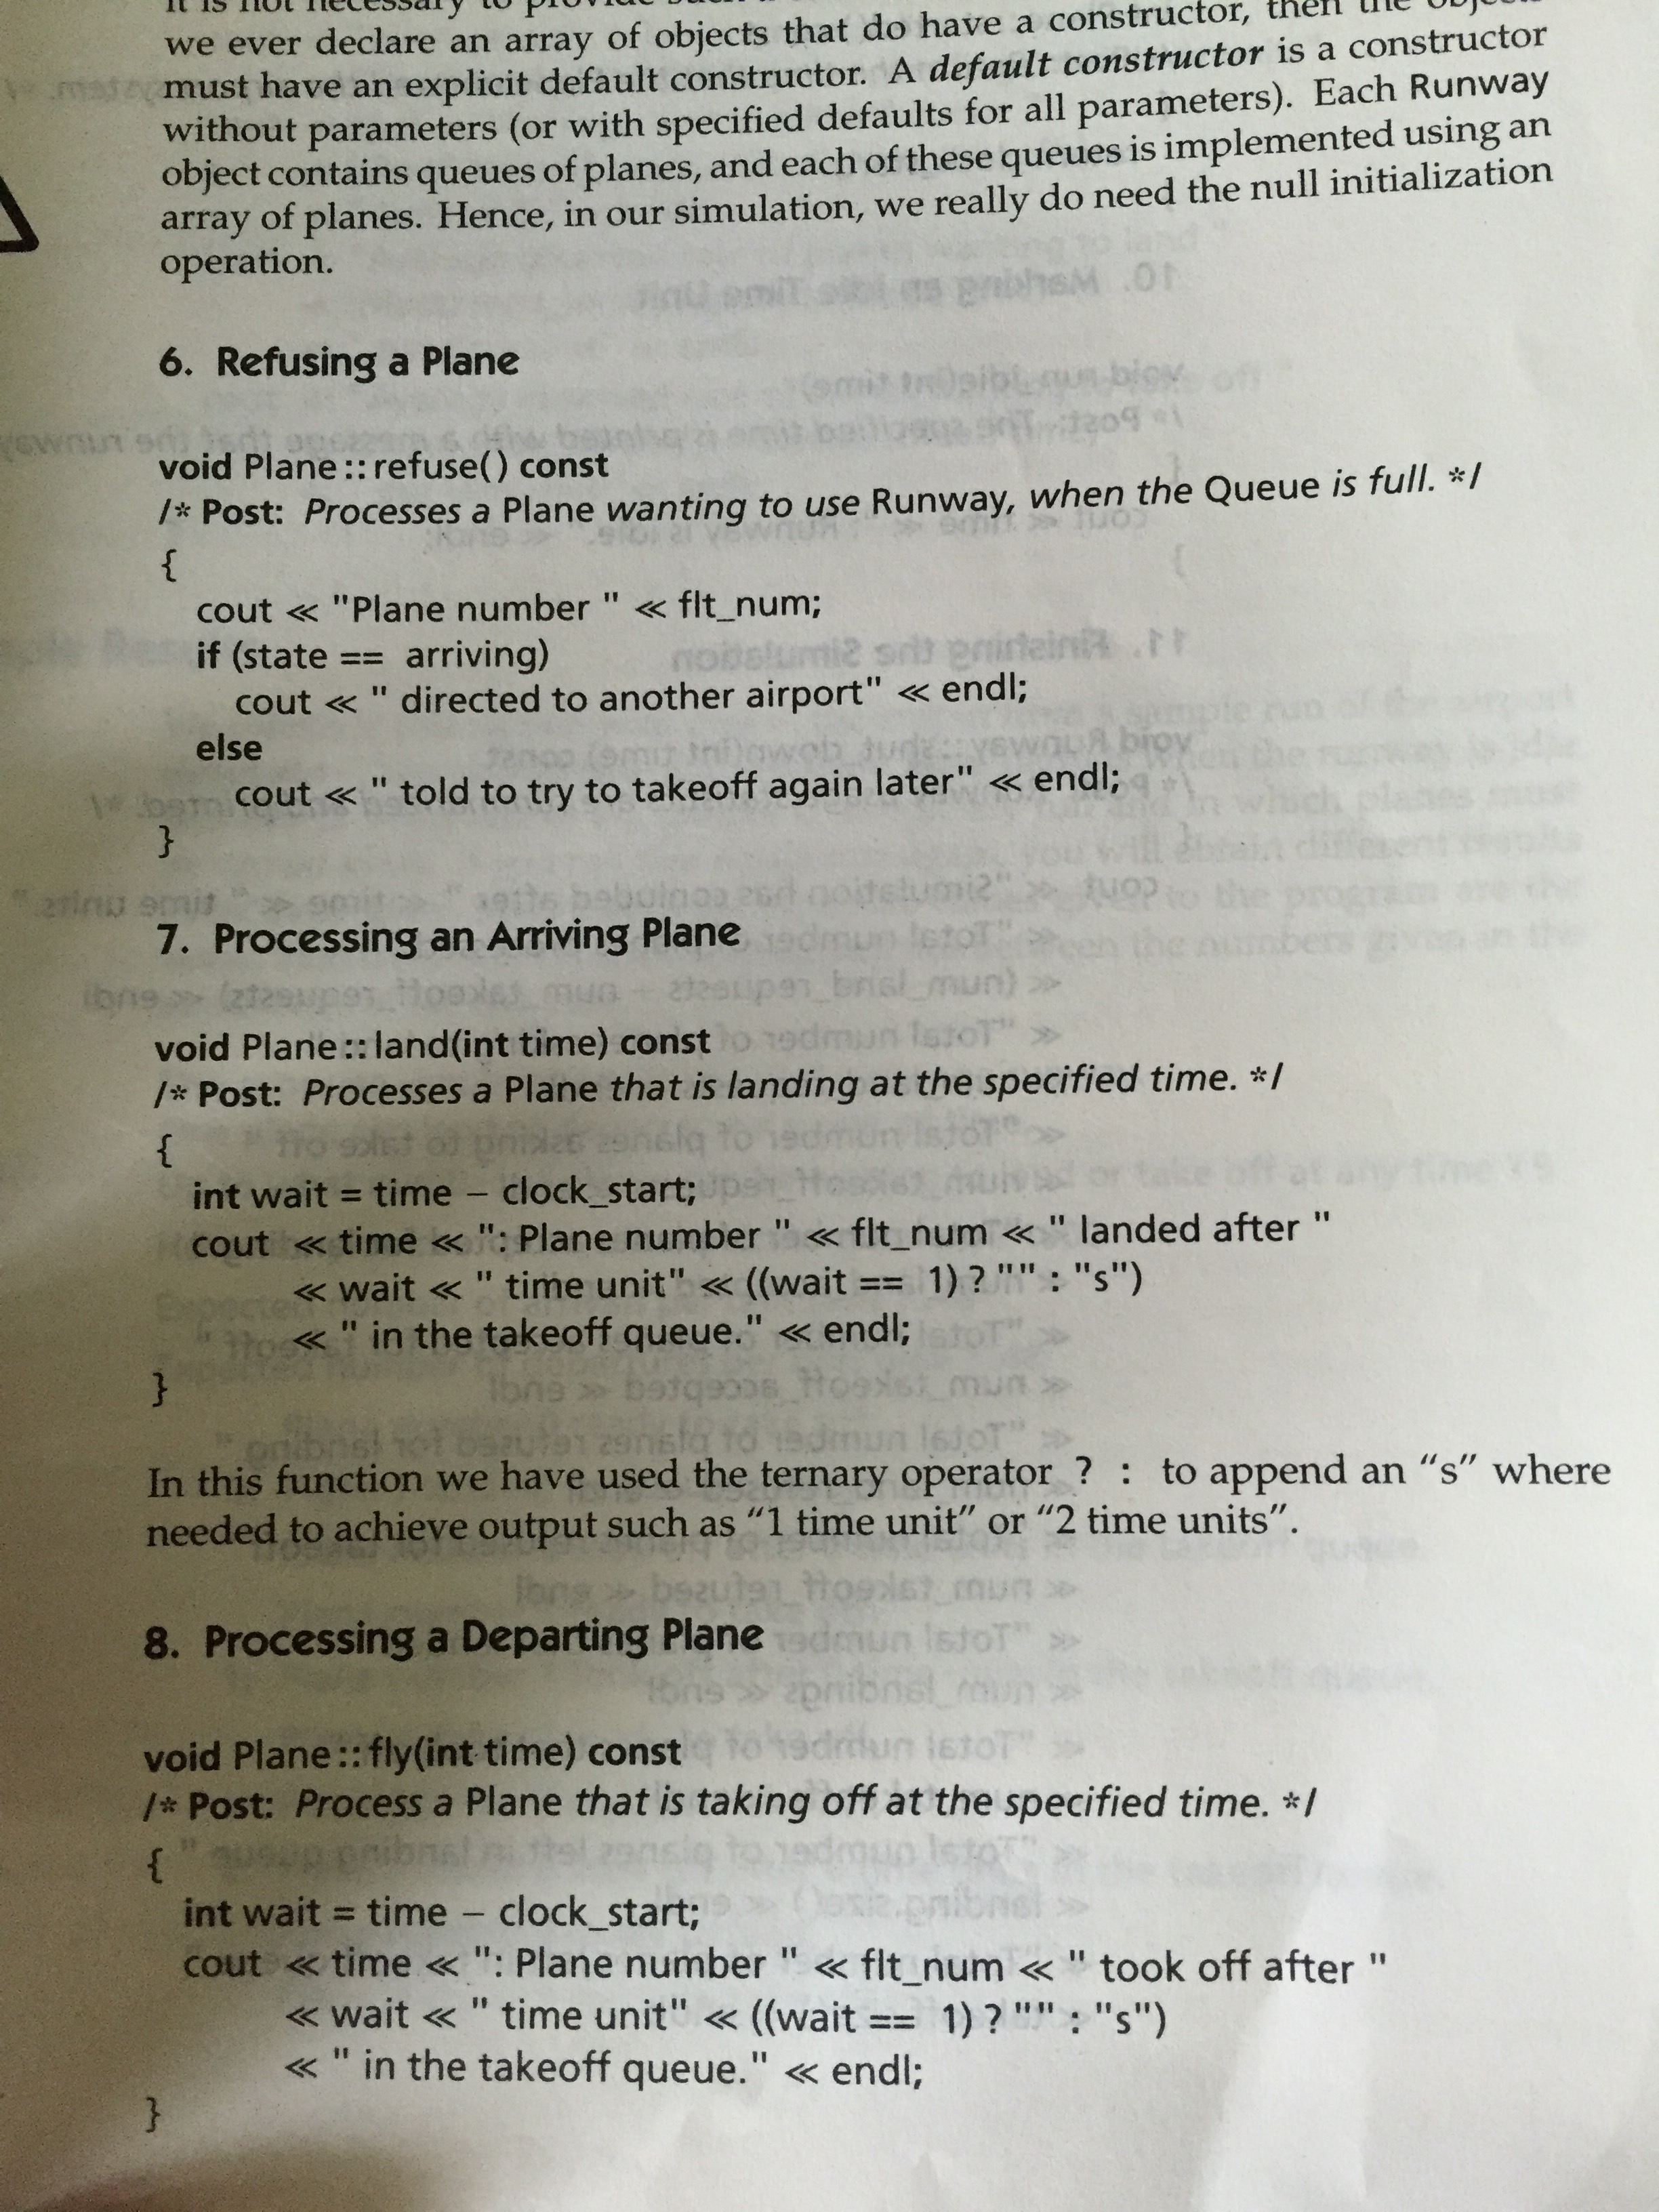 It is not necessary to provide such a
we ever declare an array of objects that do have a constructor, then the objects
must have an explicit default constructor. A default constructor is a constructor
without parameters (or with specified defaults for all parameters). Each Runway
object contains queues of planes, and each of these queues is implemented using an
array of planes. Hence, in our simulation, we really do need the null initialization
operation.
6. Refusing a Plane
void Plane :: refuse() const
/* Post: Processes a Plane wanting to use Runway, when the Queue is full. */
{
cout << "Plane number " << flt_num;
if (state == arriving)
cout << " directed to another airport" << endl;
else
cout << " told to try to takeoff again later" << endl;
}
7. Processing an Arriving Plane
void Plane :: land(int time) const
/* Post: Processes a Plane that is landing at the specified time. */
{
int wait = time − clock_start;
cout << time << ": Plane number " << flt_num << " landed after "
<< wait << " time unit" << ((wait == 1) ? "" : "s")
<< " in the takeoff queue." << endl;
}
In this function we have used the ternary operator ? : to append an “s” where
needed to achieve output such as “1 time unit” or “2 time units”.
8. Processing a Departing Plane
void Plane :: fly(int time) const
/* Post: Process a Plane that is taking off at the specified time. */
{
int wait = time − clock_start;
cout << time << ": Plane number " << flt_num << " took off after "
<< wait << " time unit" << ((wait == 1) ? "" : "s")
<< " in the takeoff queue." << endl;
}